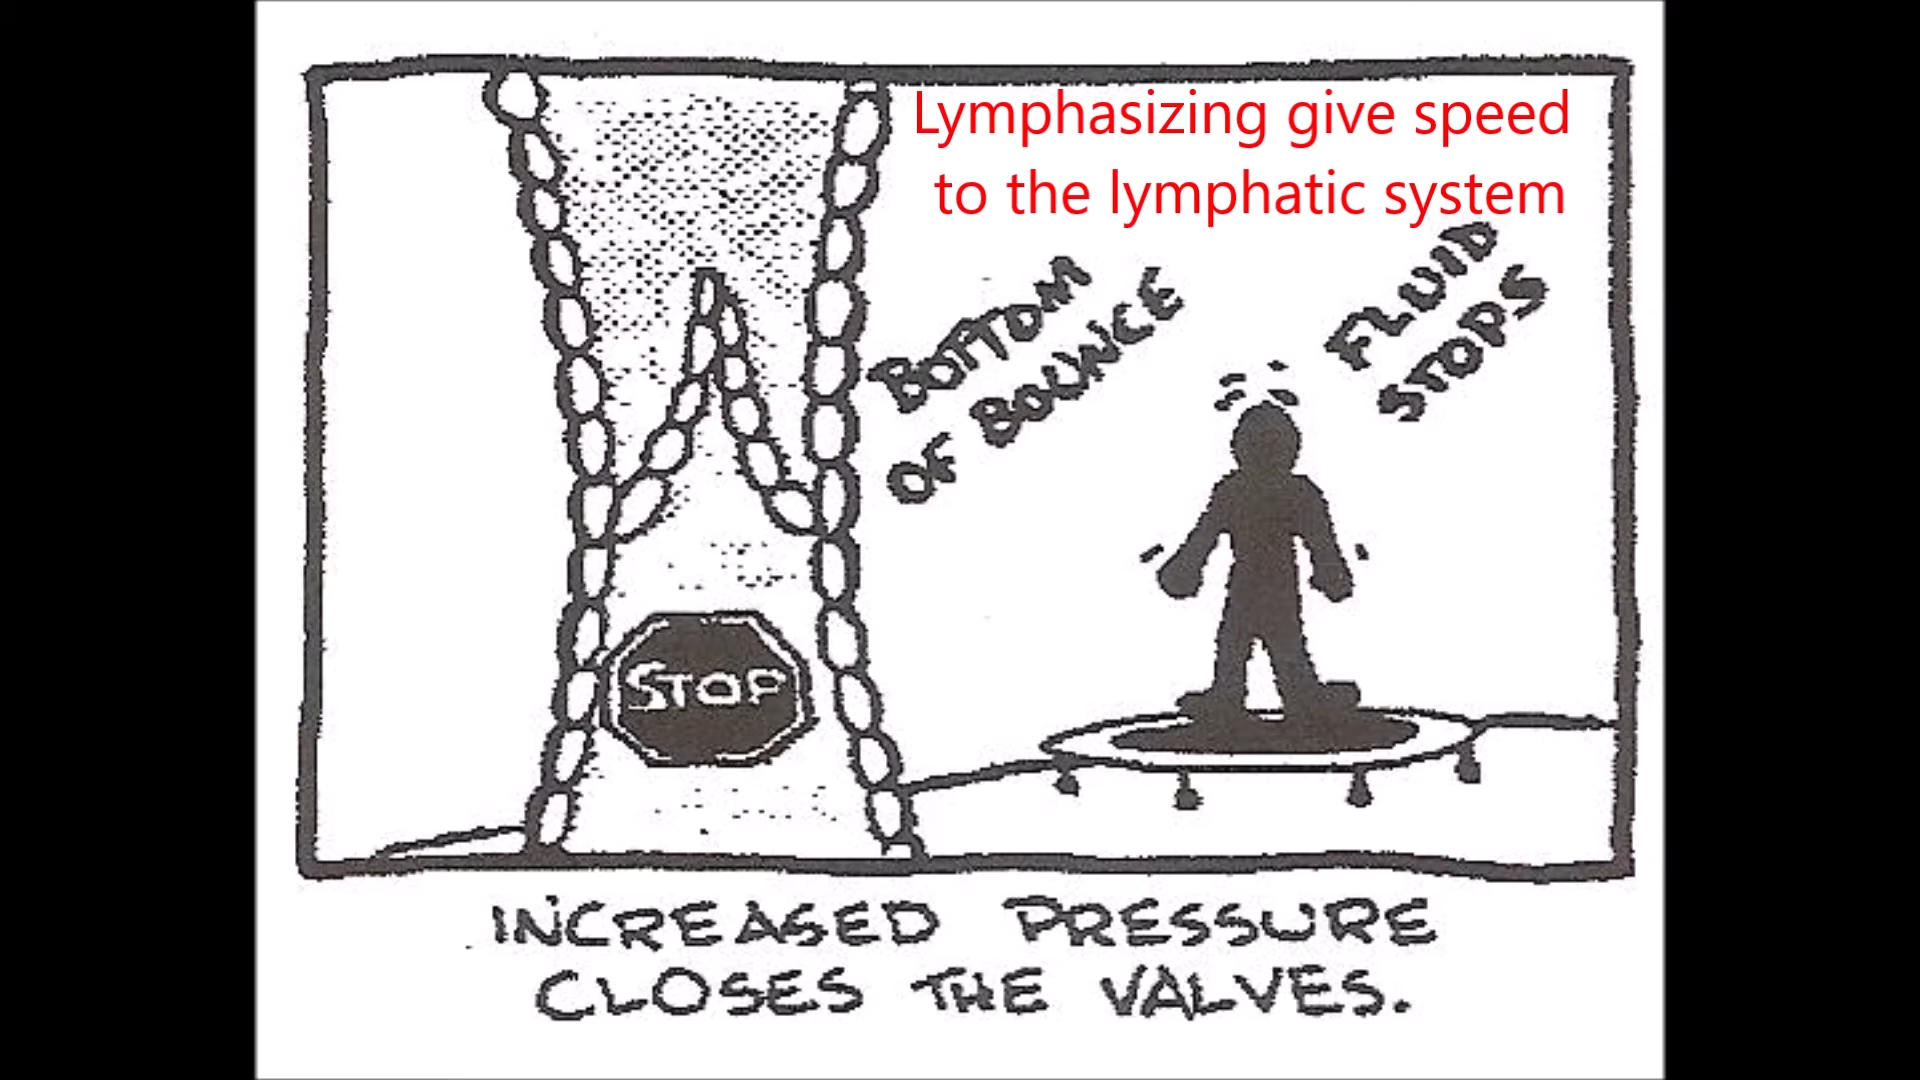 Lymphasizing give speed
to the lymphatic system
BOTTOM
OF BOUNCE
FLUID
STOPS
STOP
INCREASED PRESSURE
CLOSES THE VALVES.